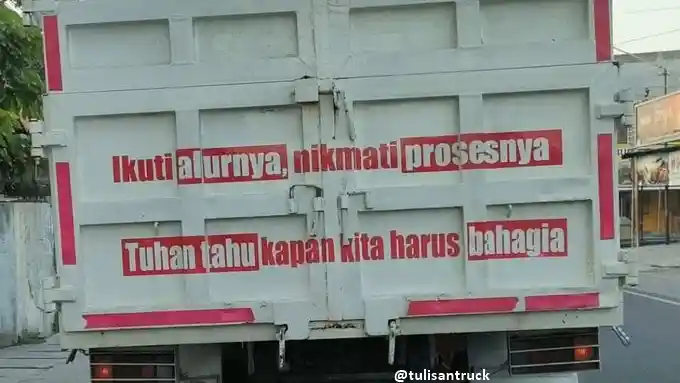 Ikuti alurnya, nikmati prosesnya
Tuhan tahu kapan kita harus bahagia
@tulisantruck